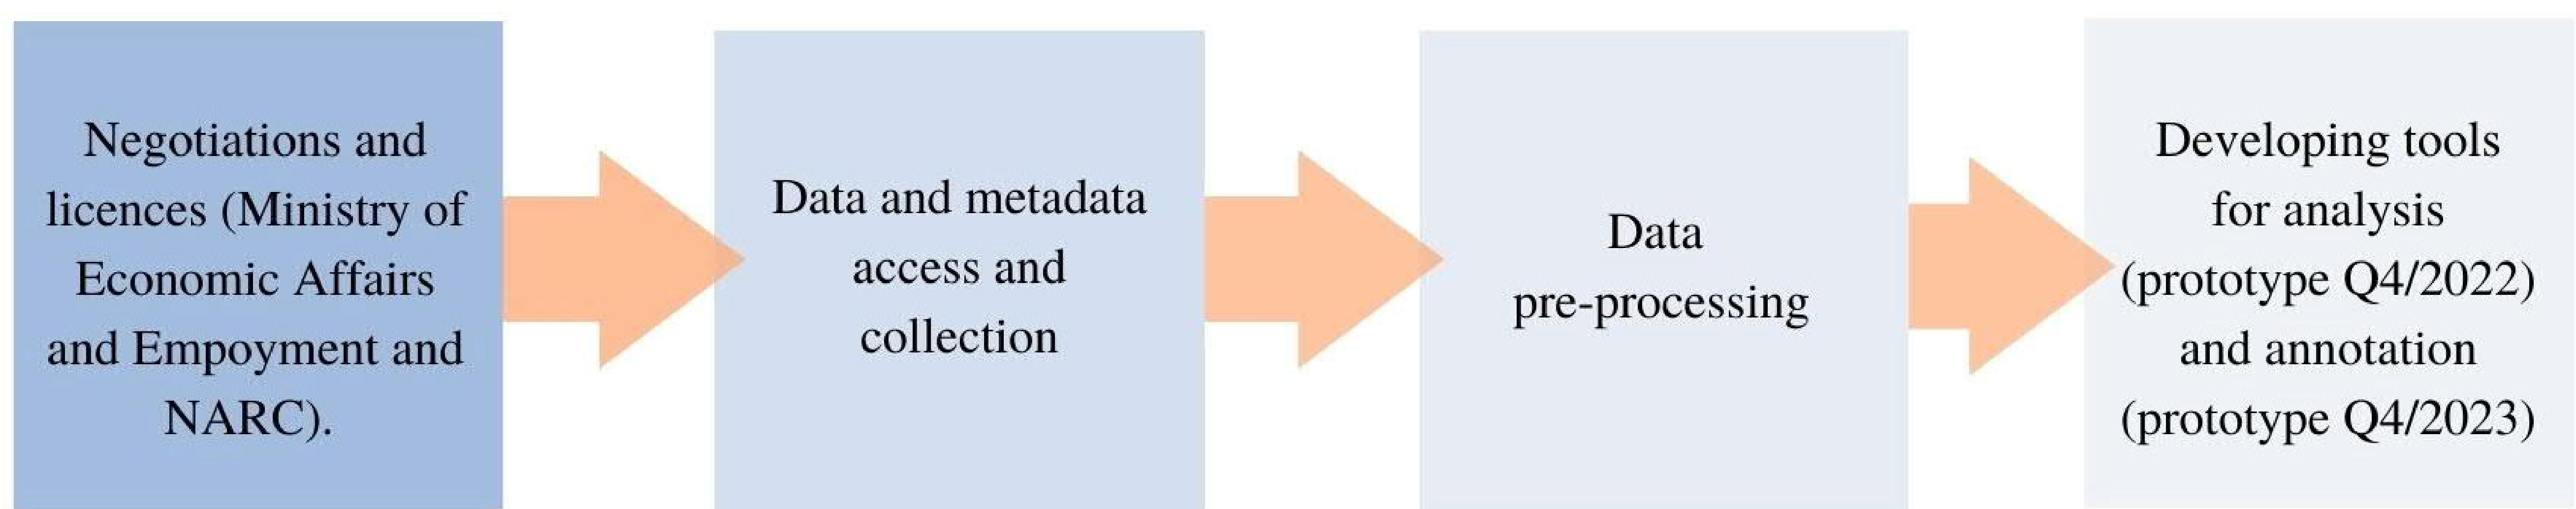 Negotiations and
licences (Ministry of
Economic Affairs
and Empoyment and
NARC).
Data and metadata
access and
collection
Data
pre-processing
Developing tools
for analysis
(prototype Q4/2022)
and annotation
(prototype Q4/2023)